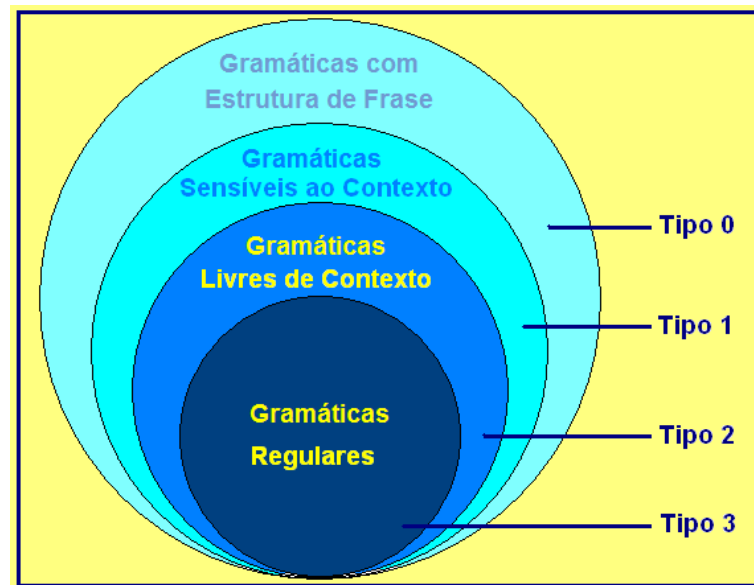 Gramáticas com
Estrutura de Frase
Gramáticas
Sensíveis ao Contexto
Tipo 0
Gramáticas
Livres de Contexto
Tipo 1
Gramáticas
Regulares
Tipo 2
Tipo 3